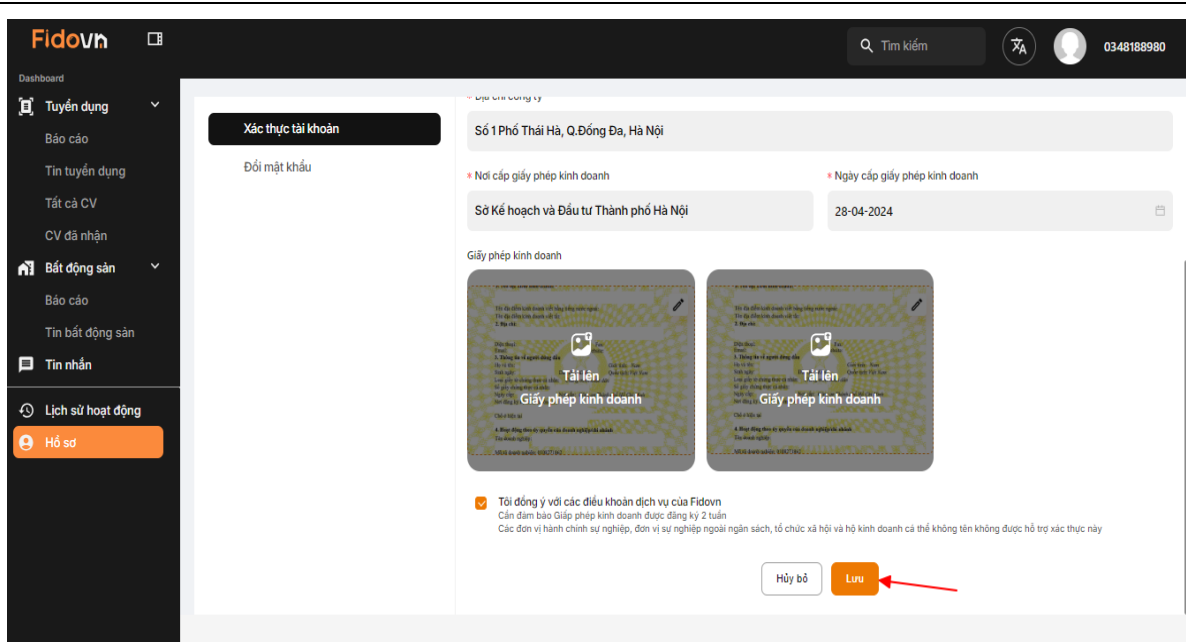 Fidovn
Tìm kiếm
0348188980
Dashboard
Tuyển dụng
Báo cáo
Tin tuyển dụng
Tất cả CV
CV đã nhận
Bất động sản
Báo cáo
Tin bất động sản
Tin nhắn
Lịch sử hoạt động
Hồ sơ
Xác thực tài khoản
Đổi mật khẩu
* Địa chỉ công ty
Số 1 Phố Thái Hà, Q.Đống Đa, Hà Nội
* Nơi cấp giấy phép kinh doanh
* Ngày cấp giấy phép kinh doanh
Sở Kế hoạch và Đầu tư Thành phố Hà Nội
28-04-2024
Giấy phép kinh doanh
Tải lên
Giấy phép kinh doanh
Tải lên
Giấy phép kinh doanh
Tôi đồng ý với các điều khoản dịch vụ của Fidovn
Cần đảm bảo Giấp phép kinh doanh được đăng ký 2 tuần
Các đơn vị hành chính sự nghiệp, đơn vị sự nghiệp ngoài ngân sách, tổ chức xã hội và hộ kinh doanh cá thể không tên không được hỗ trợ xác thực này
Hủy bỏ
Lưu